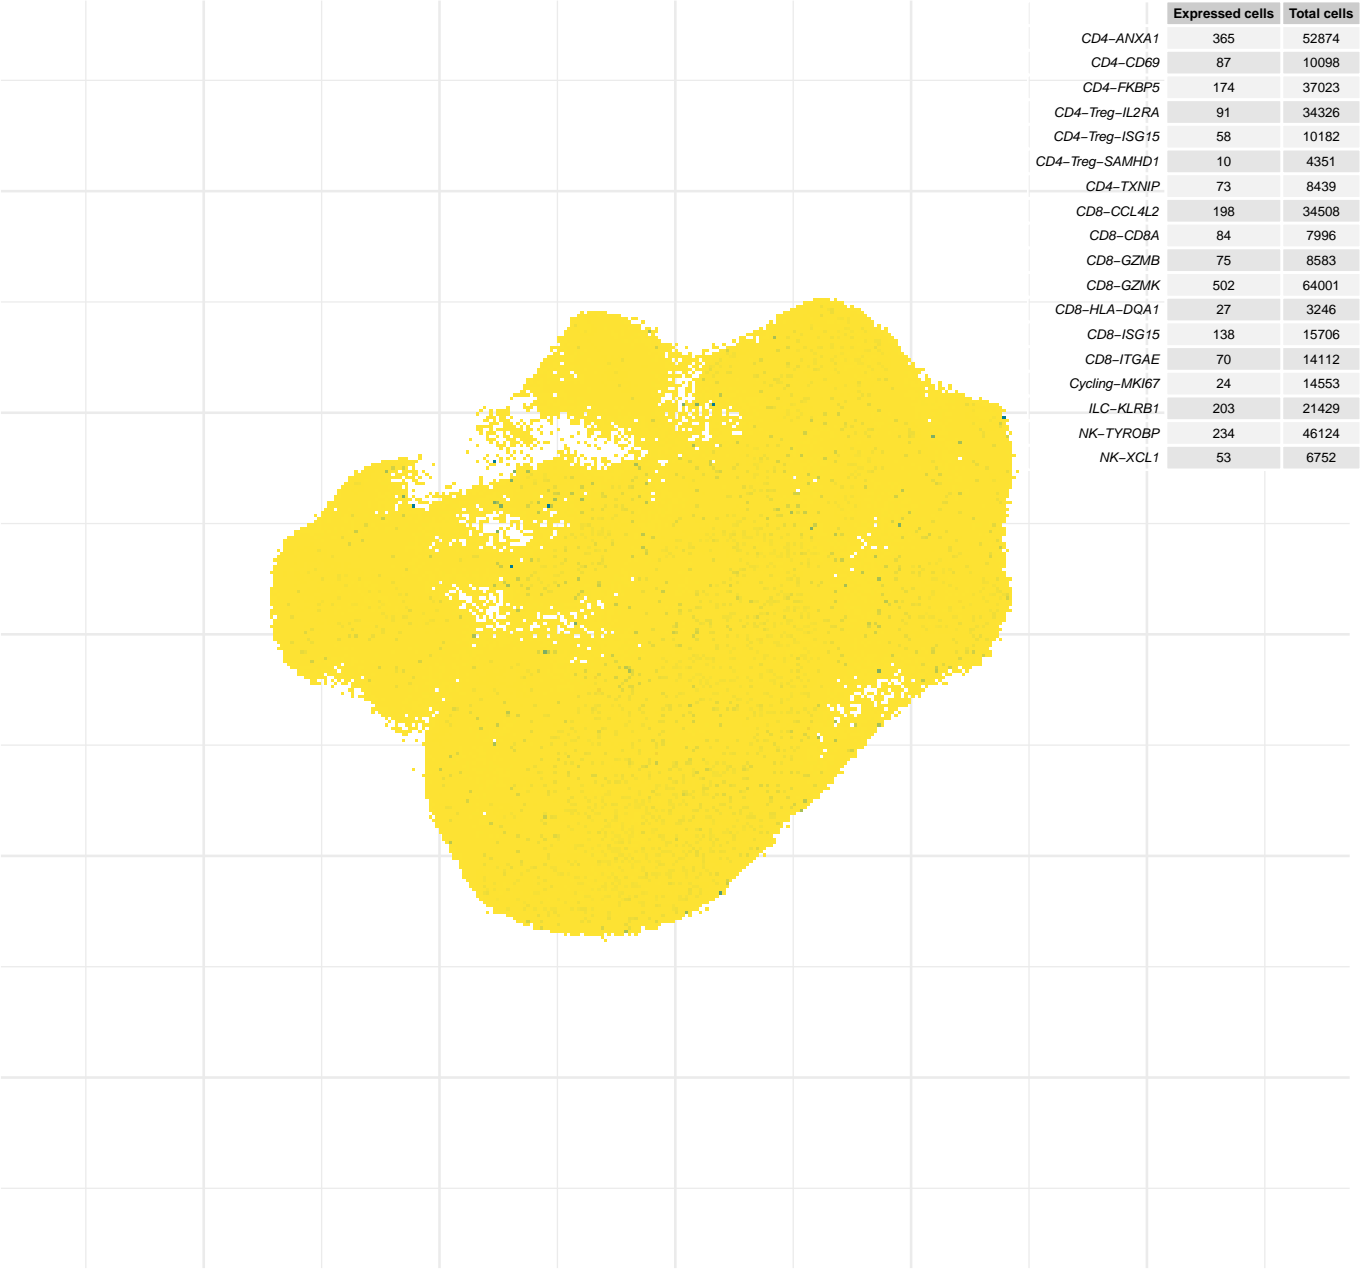 Expressed cells Total cells
CD4−ANXA1 365 52874
CD4−CD69 87 10098
CD4−FKBP5 174 37023
CD4−Treg−IL2RA 91 34326
CD4−Treg−ISG15 58 10182
CD4−Treg−SAMHD1 10 4351
CD4−TXNIP 73 8439
CD8−CCL4L2 198 34508
CD8−CD8A 84 7996
CD8−GZMB 75 8583
CD8−GZMK 502 64001
CD8−HLA−DQA1 27 3246
CD8−ISG15 138 15706
CD8−ITGAE 70 14112
Cycling−MKI67 24 14553
ILC−KLRB1 203 21429
NK−TYROBP 234 46124
NK−XCL1 53 6752